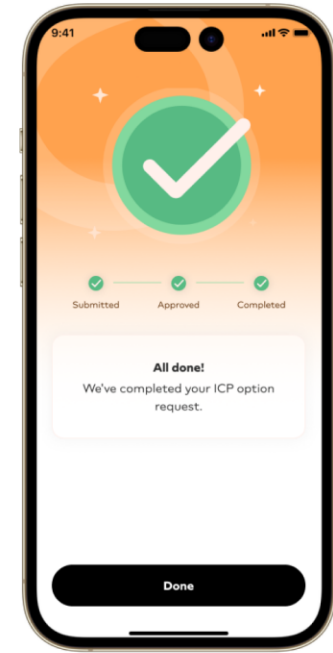 9:41
Submitted
Approved
Completed
All done!
We've completed your ICP option
request.
Done